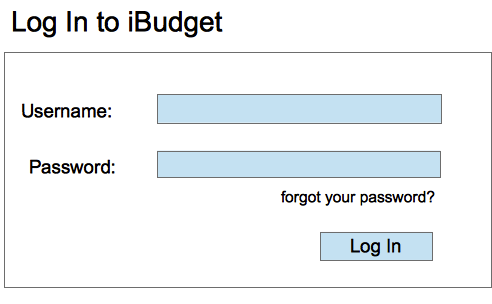 Log In to iBudget
Username:
Password:
forgot your password?
Log In